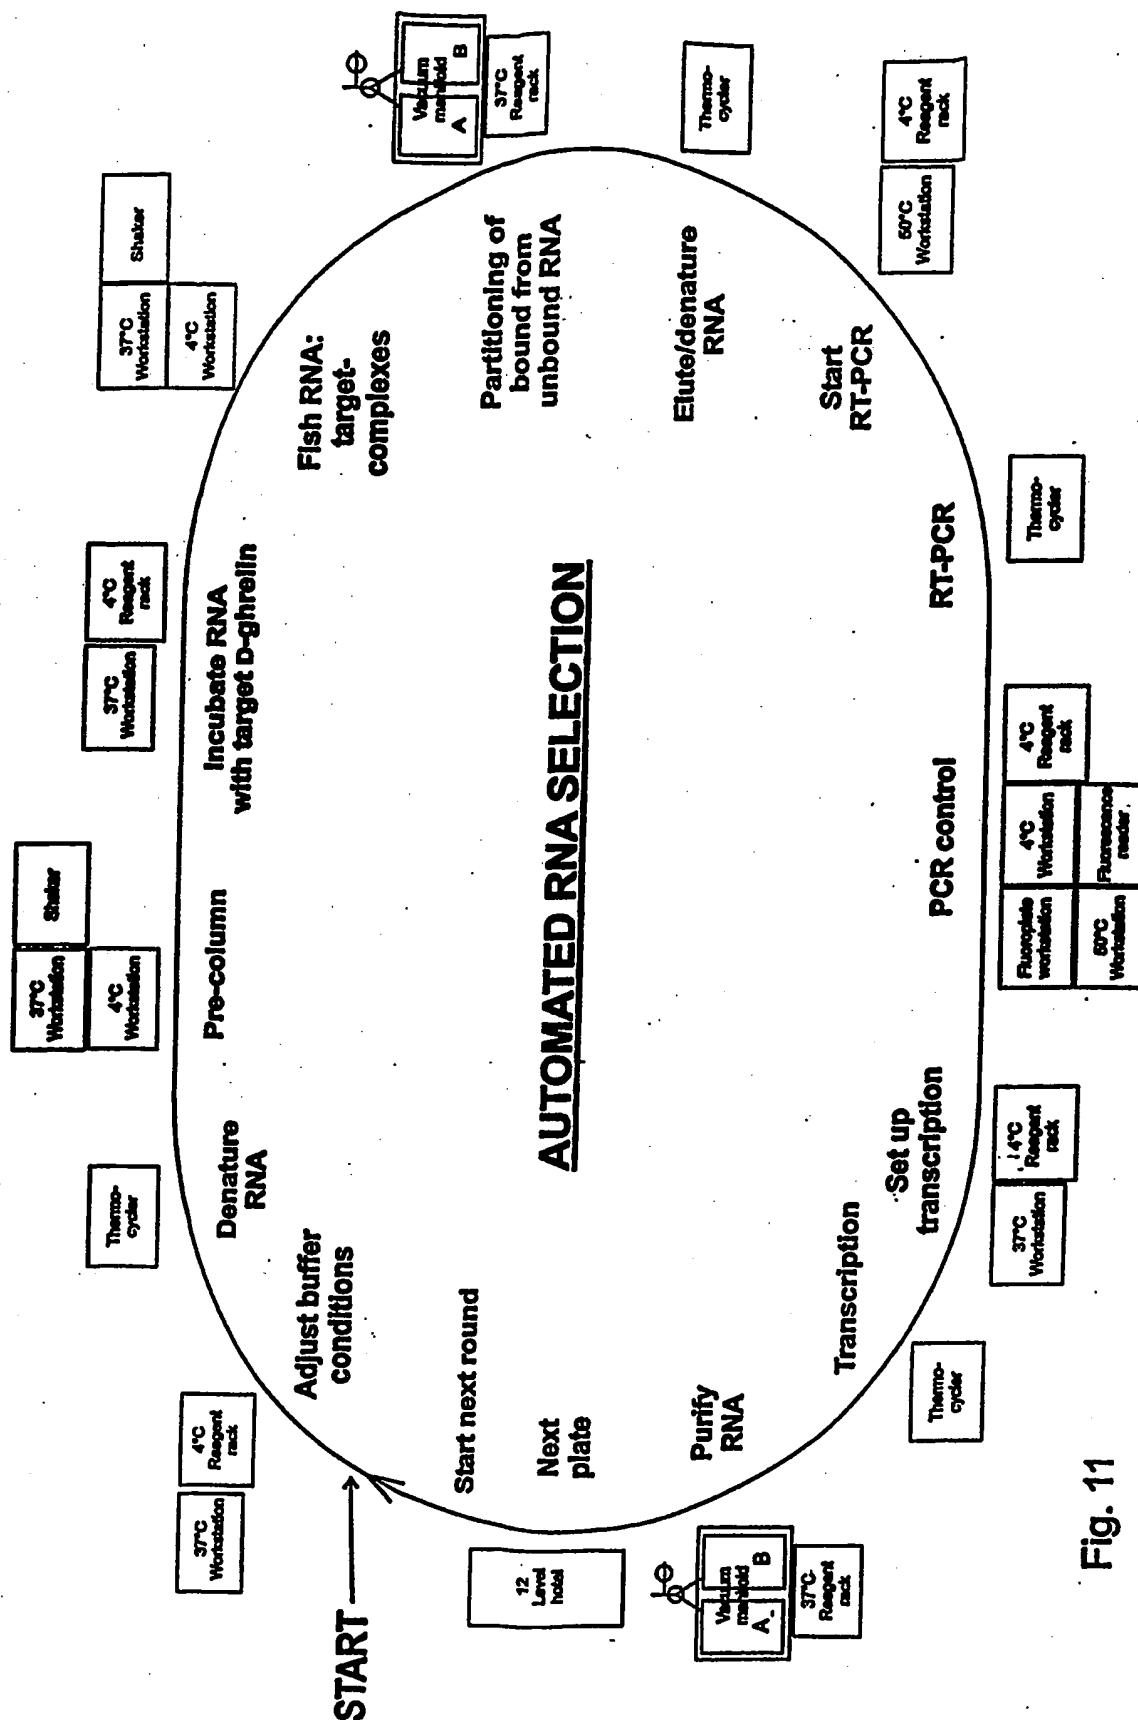 START
37°C
Workstation
4°C
Reagent
rack
Adjust buffer
conditions
Thermo-
cycler
Denature
RNA
37°C
Workstation
Shaker
4°C
Workstation
Pre-column
37°C
Workstation
4°C
Reagent
rack
Incubate RNA
with target D-ghrelin
37°C
Workstation
Shaker
4°C
Workstation
Fish RNA:
target-
complexes
Vacuum
manifold
A
B
37°C
Reagent
rack
Partitioning of
bound from
unbound RNA
Thermo-
cycler
Elute/denature
RNA
50°C
Workstation
4°C
Reagent
rack
Start
RT-PCR
Thermo-
cycler
RT-PCR
Fluoroplate
workstation
4°C
Workstation
4°C
Reagent
rack
50°C
Workstation
Fluorescence
reader
PCR control
37°C
Workstation
4°C
Reagent
rack
Set up
transcription
Thermo-
cycler
Transcription
Vacuum
manifold
A
B
37°C
Reagent
rack
Purify
RNA
12
Level
hotel
Next
plate
Start next round
AUTOMATED RNA SELECTION
Fig. 11